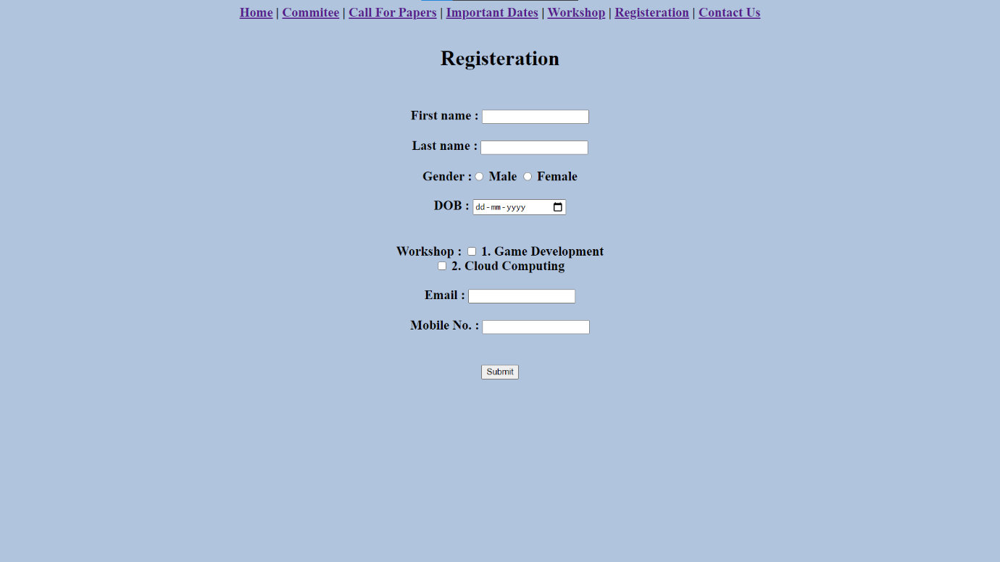 Home | Commitee | Call For Papers | Important Dates | Workshop | Registeration | Contact Us
Registeration
First name :
Last name :
Gender : Male Female
DOB : dd-mm-yyyy
Workshop : 1. Game Development
2. Cloud Computing
Email :
Mobile No. :
Submit